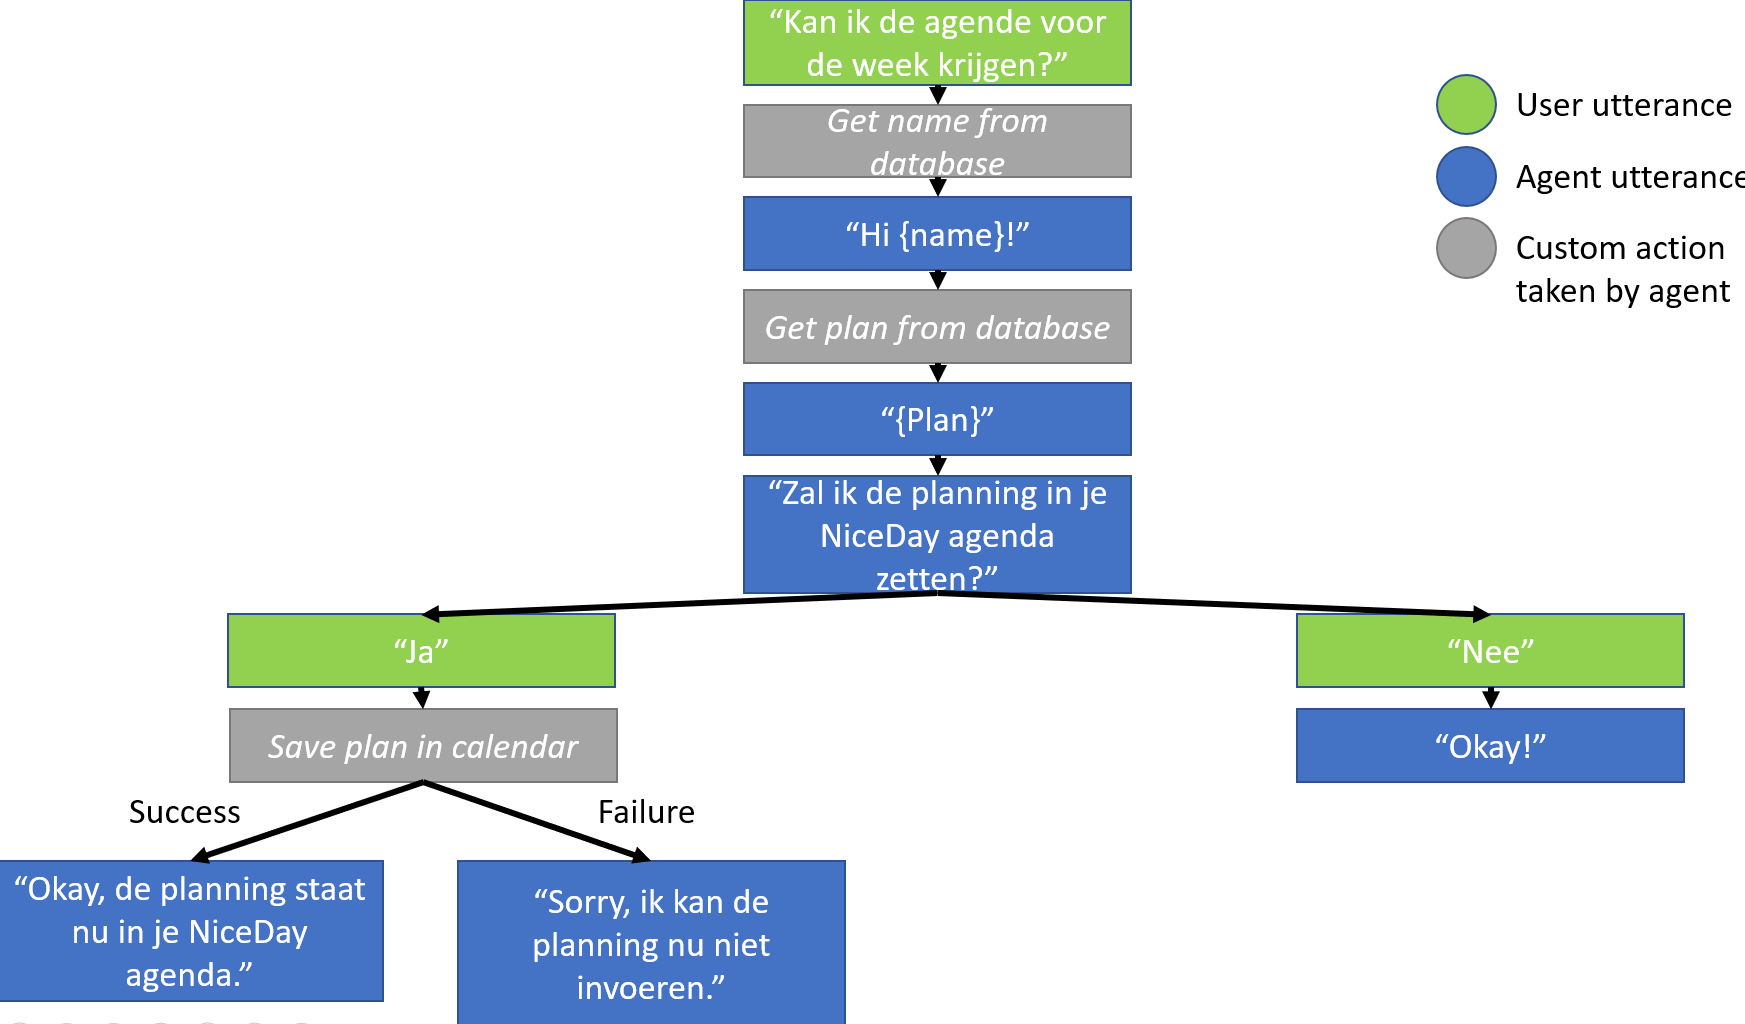 “Kan ik de agende voor
de week krijgen?”
Get name from
database
“Hi {name}!”
Get plan from database
“{Plan}”
“Zal ik de planning in je
NiceDay agenda
zetten?”
“Ja”
“Nee”
Save plan in calendar
“Okay!”
Success
Failure
“Okay, de planning staat
nu in je NiceDay
agenda.”
“Sorry, ik kan de
planning nu niet
invoeren.”
User utterance
Agent utterance
Custom action
taken by agent